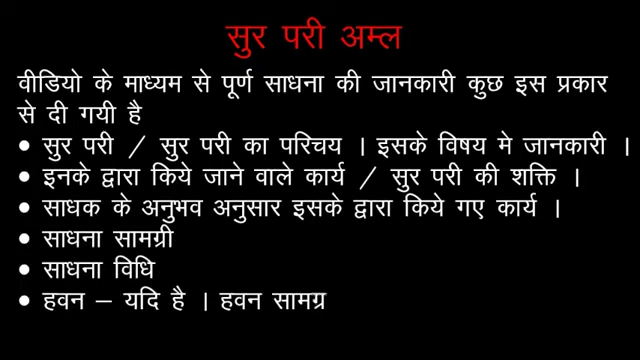 सुर परी अम्ल
वीडियो के माध्यम से पूर्ण साधना की जानकारी कुछ इस प्रकार
से दी गयी है
• सुर परी / सुर परी का परिचय । इसके विषय मे जानकारी ।
• इनके द्वारा किये जाने वाले कार्य / सुर परी की शक्ति ।
• साधक के अनुभव अनुसार इसके द्वारा किये गए कार्य ।
• साधना सामग्री
• साधना विधि
• हवन – यदि है । हवन सामग्र